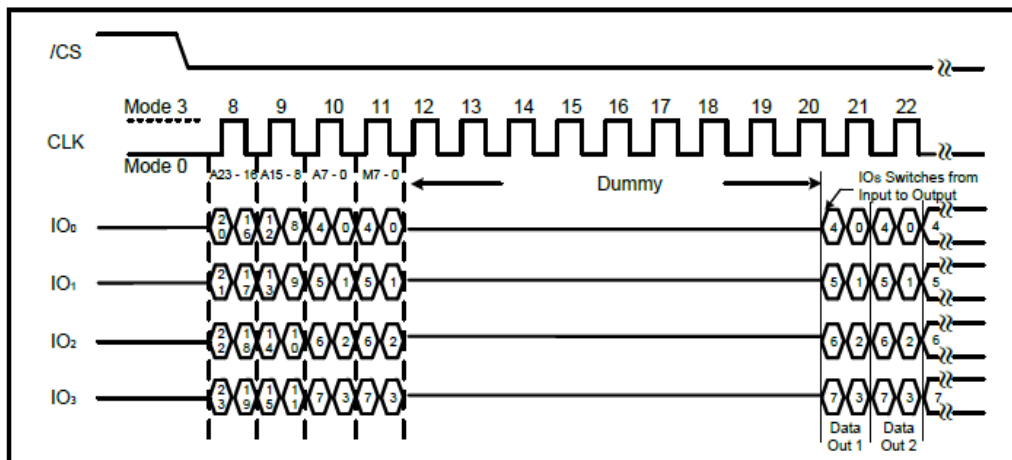 /CS
Mode 3 8 9 10 11 12 13 14 15 16 17 18 19 20 21 22
CLK
Mode 0
A23 - 16 A15 - 8 A7 - 0 M7 - 0 Dummy IOs Switches from
Input to Output
IO0 20 16 12 8 4 0 4 0 4 0 4 0 4
IO1 21 17 13 9 5 1 5 1 5 1 5 1 5
IO2 22 18 14 10 6 2 6 2 6 2 6 2 6
IO3 23 19 15 11 7 3 7 3 7 3 7 3 7
Data Data
Out 1 Out 2